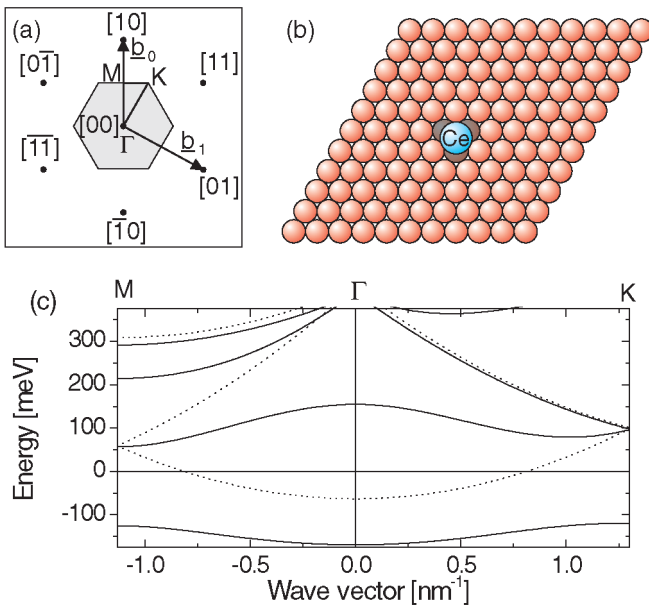 (a)
[10]
b₀
[01̄]
M
K
[11]
[00]
Γ
b₁
[1̄1̄]
[01]
[1̄0]
(b)
Ce
(c)
M
Γ
K
Energy [meV]
300
200
100
0
-100
-1.0
-0.5
0.0
0.5
1.0
Wave vector [nm⁻¹]